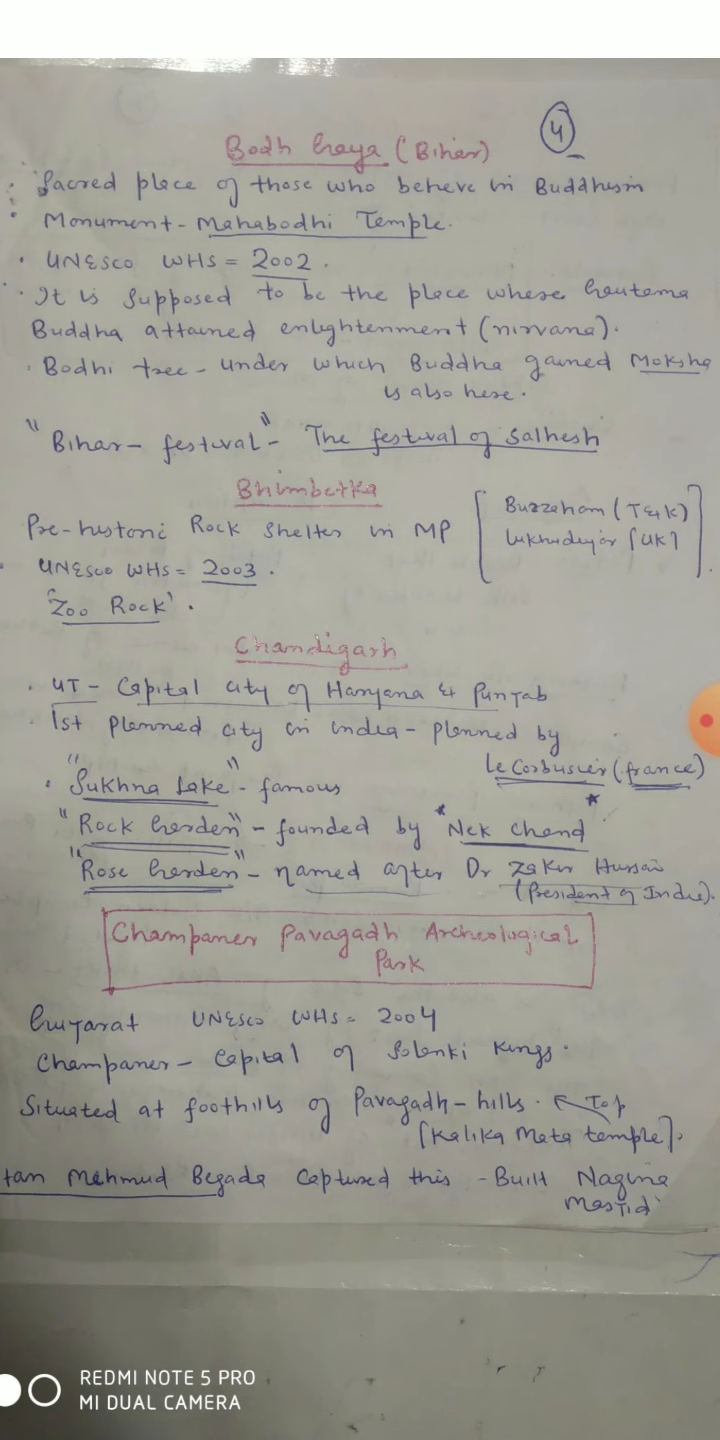 4
Bodh Gaya (Bihar)
Sacred place of those who believe in Buddhism
Monument - Mahabodhi Temple.
UNESCO WHS = 2002.
It is supposed to be the place where Gautama
Buddha attained enlightenment (nirvana).
Bodhi tree - under which Buddha gained Moksha
is also here.
"Bihar - festival" - The festival of Salhesh
Bhimbetka
Pre-historic Rock Shelter in MP [Burzehom (J & K)
Lukhudiyar [UK]].
UNESCO WHS = 2003.
'Zoo Rock'.
Chandigarh
UT - Capital city of Haryana & Punjab
1st planned city in india - planned by
Le Corbusier (france)
"Sukhna Lake" - famous
"Rock Garden" - founded by *Nek Chand*
"Rose Garden" - named after Dr Zakir Hussain
(President of India).
Champaner Pavagadh Archeological
Park
Gujarat UNESCO WHS = 2004
Champaner - Capital of Solanki Kings.
Situated at foothills of Pavagadh - hills. ← Top
[Kalika Mata temple].
tan Mahmud Begada Captured this - Built Nagina
Masjid
REDMI NOTE 5 PRO
MI DUAL CAMERA